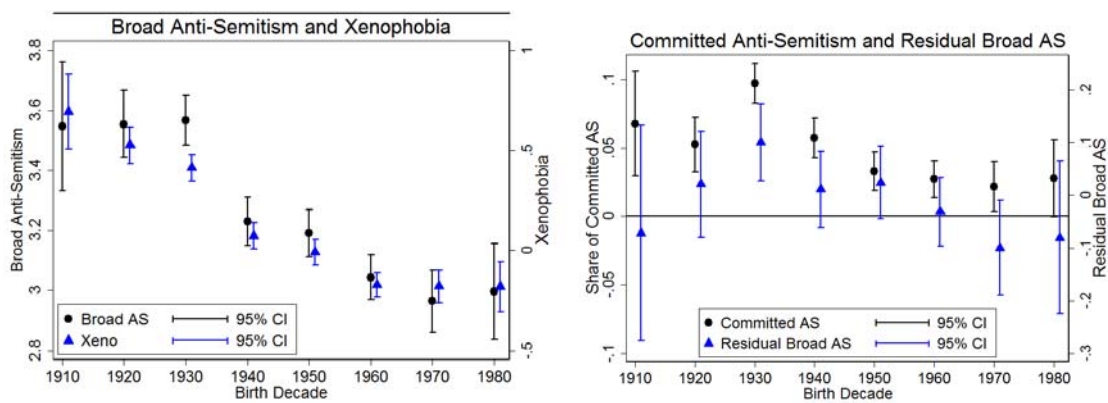 Broad Anti-Semitism and Xenophobia
3.8
3.6
3.4
3.2
3
2.8
Broad Anti-Semitism
1
.5
0
-.5
Xenophobia
Broad AS 95% CI
Xeno 95% CI
1910 1920 1930 1940 1950 1960 1970 1980
Birth Decade
Committed Anti-Semitism and Residual Broad AS
.1
.05
0
-.05
-.1
Share of Committed AS
.2
.1
0
-.1
-.2
-.3
Residual Broad AS
Committed AS 95% CI
Residual Broad AS 95% CI
1910 1920 1930 1940 1950 1960 1970 1980
Birth Decade